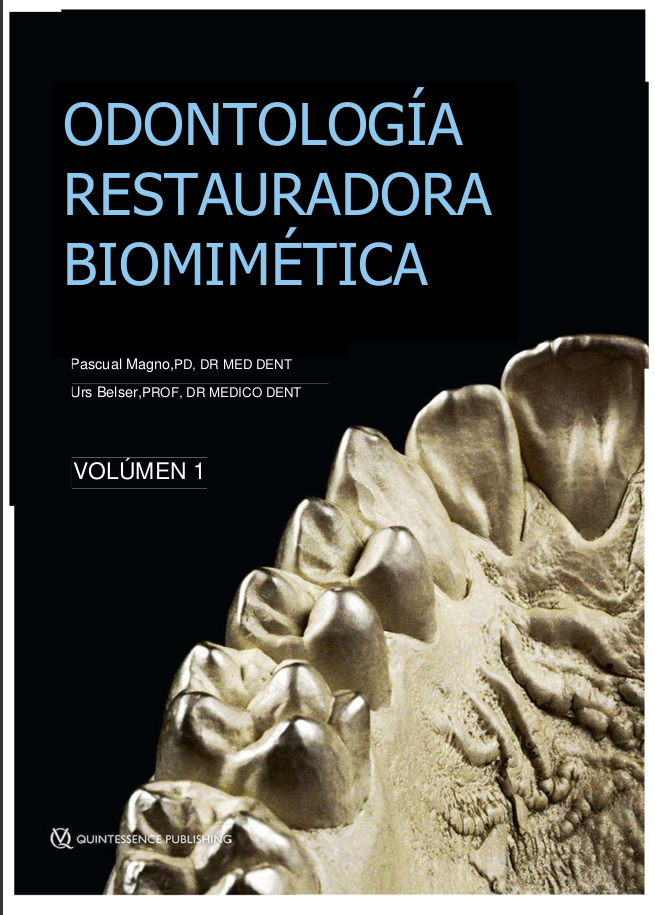 ODONTOLOGÍA
RESTAURADORA
BIOMIMÉTICA
Pascual Magno,PD, DR MED DENT
Urs Belser,PROF, DR MEDICO DENT
VOLÚMEN 1
QUINTESSENCE PUBLISHING